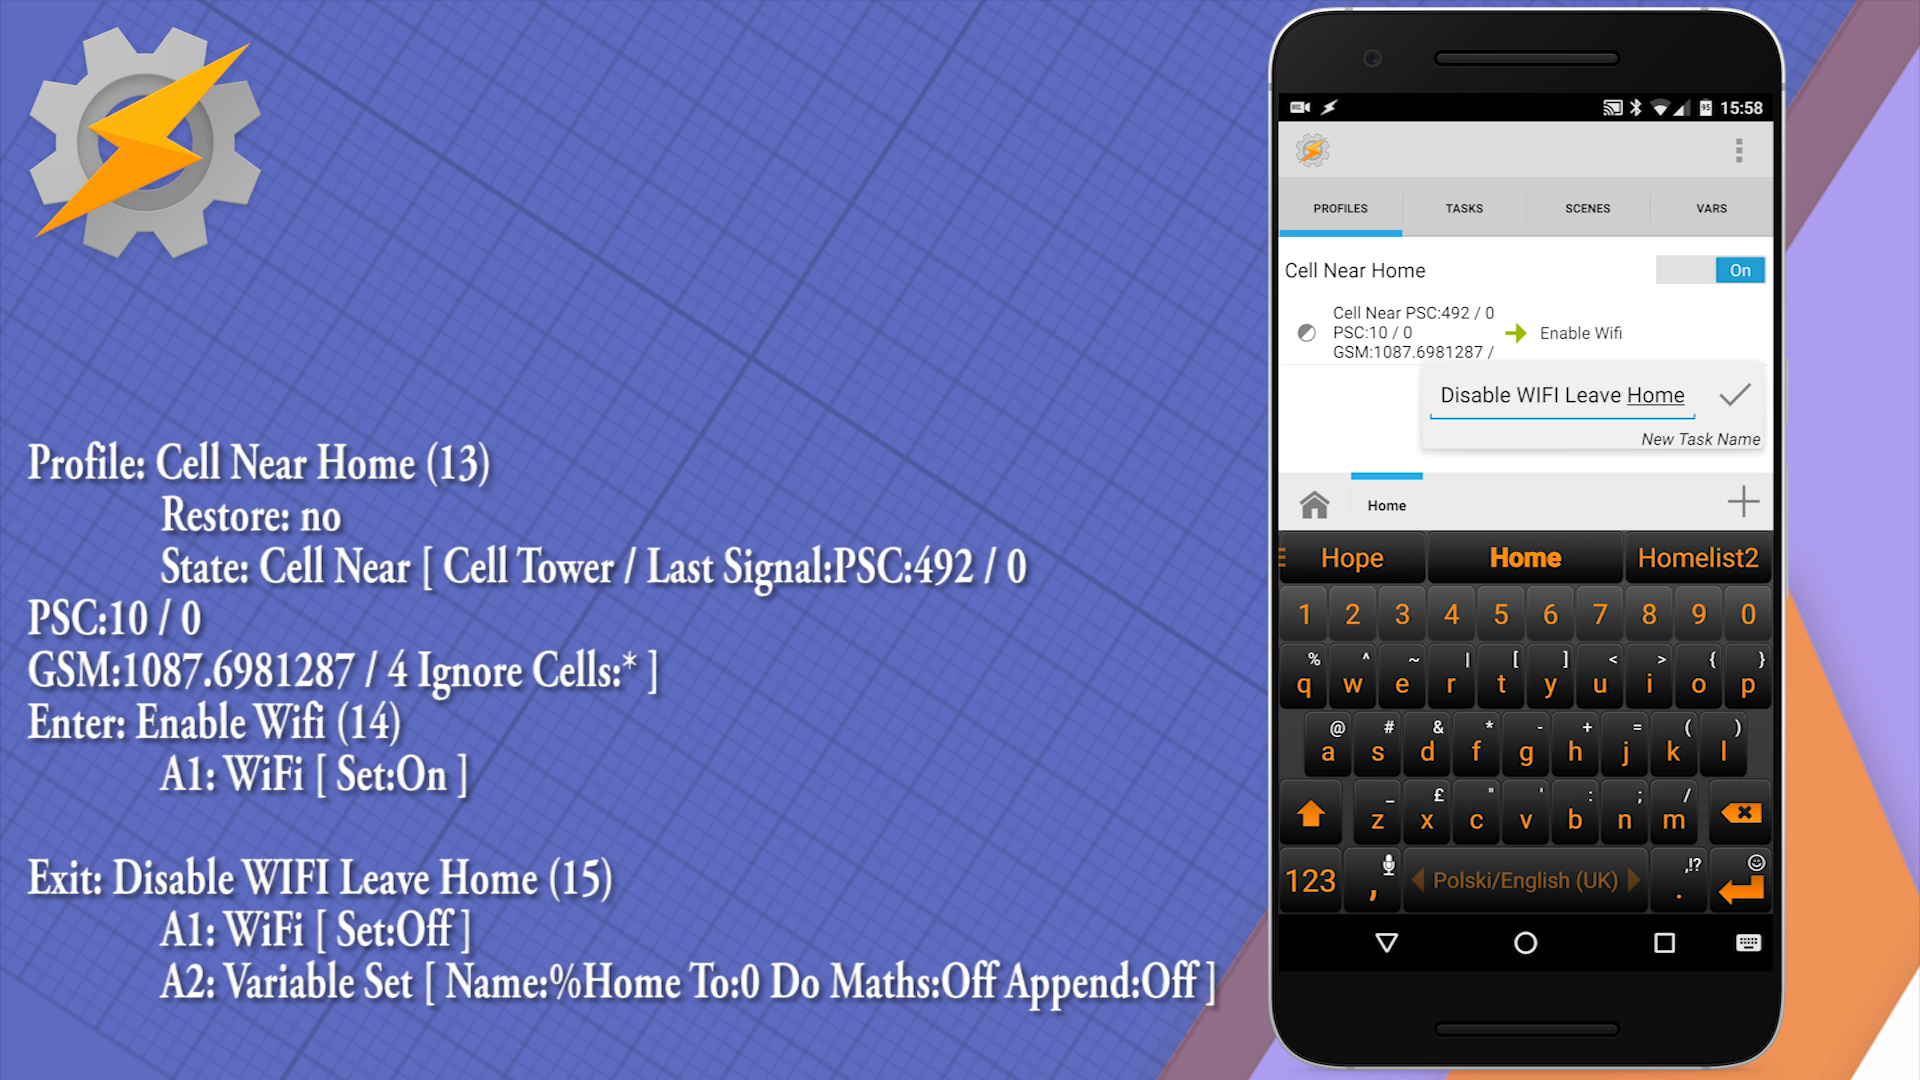 Profile: Cell Near Home (13)
Restore: no
State: Cell Near [ Cell Tower / Last Signal:PSC:492 / 0
PSC:10 / 0
GSM:1087.6981287 / 4 Ignore Cells:* ]
Enter: Enable Wifi (14)
A1: WiFi [ Set:On ]
Exit: Disable WIFI Leave Home (15)
A1: WiFi [ Set:Off ]
A2: Variable Set [ Name:%Home To:0 Do Maths:Off Append:Off ]
95 15:58
PROFILES TASKS SCENES VARS
Cell Near Home On
Cell Near PSC:492 / 0
PSC:10 / 0
GSM:1087.6981287 /
Enable Wifi
Disable WIFI Leave Home
New Task Name
Home
Hope Home Homelist2
1 2 3 4 5 6 7 8 9 0
% ^ ~ | [ ] < > { }
q w e r t y u i o p
@ # & * - + = ( )
a s d f g h j k l
_ £ " ' : ; /
z x c v b n m
,!?
123 , Polski/English (UK) .